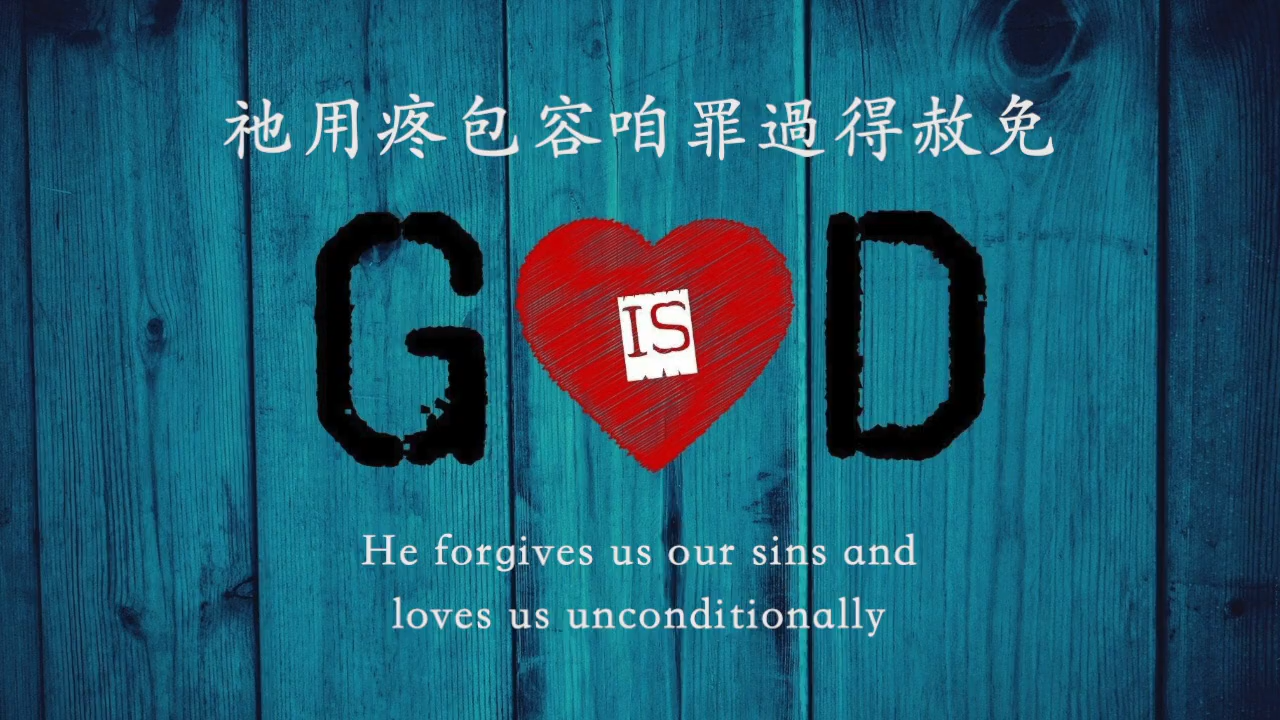 祂用疼包容咱罪過得赦免
G IS D
He forgives us our sins and
loves us unconditionally